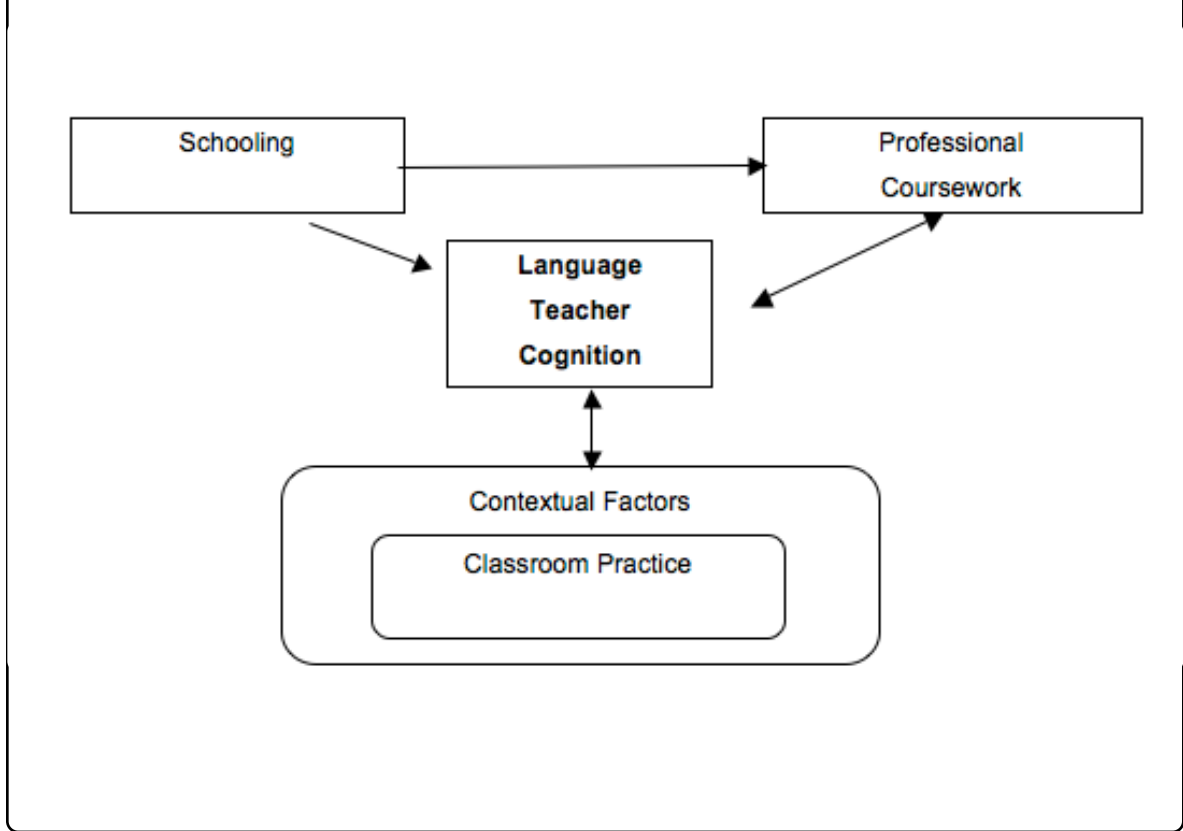 Schooling
Professional
Coursework
Language
Teacher
Cognition
Contextual Factors
Classroom Practice